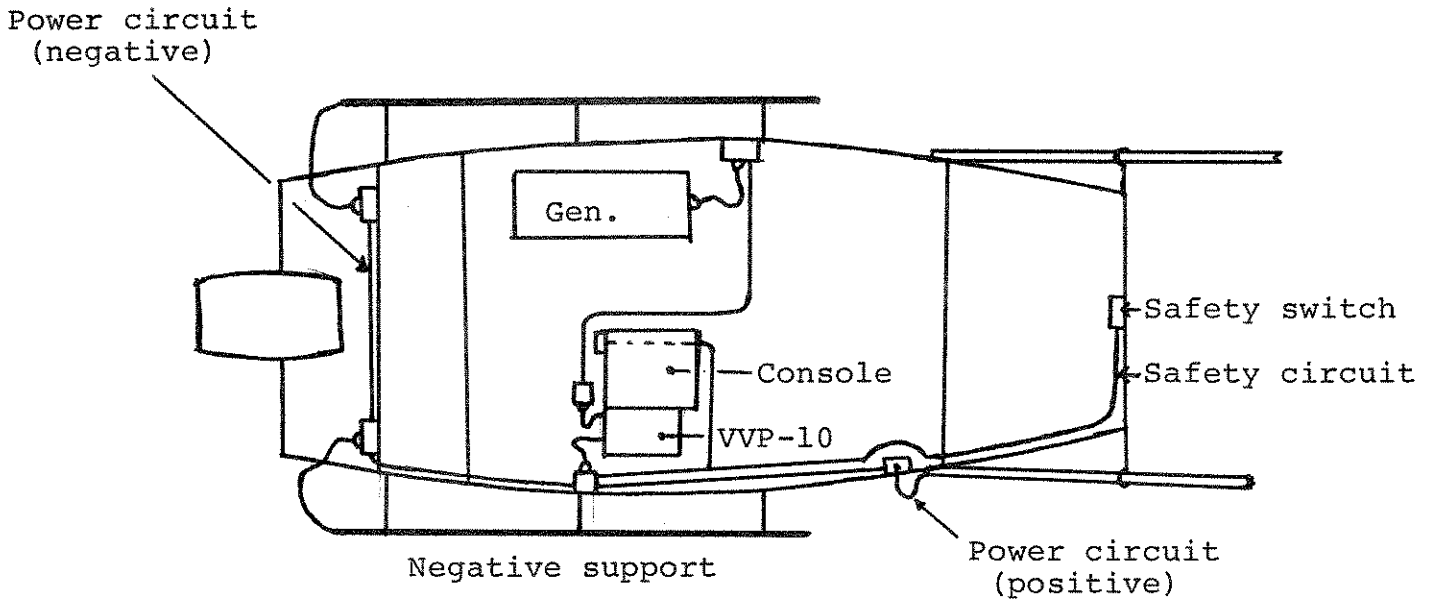 Power circuit
(negative)
Gen.
Safety switch
Console
Safety circuit
VVP-10
Negative support
Power circuit
(positive)